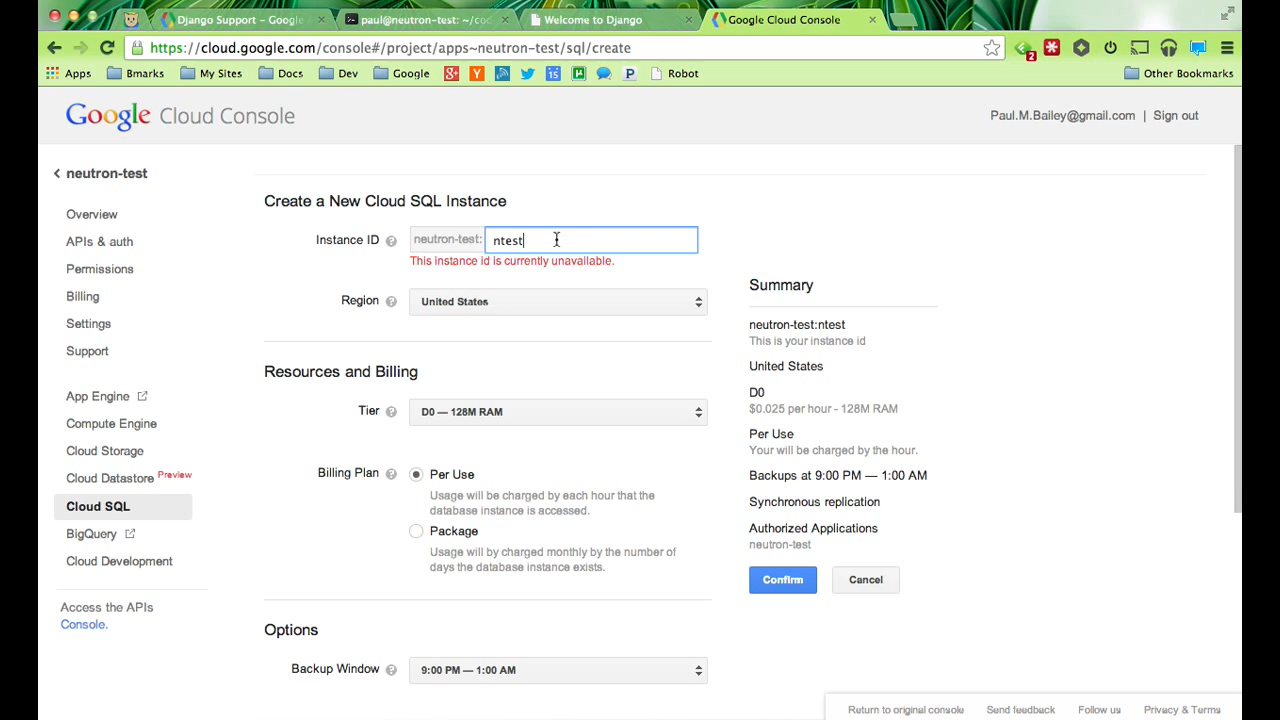 Django Support – Google
paul@neutron-test: ~/cod
Welcome to Django
Google Cloud Console
https://cloud.google.com/console#/project/apps~neutron-test/sql/create
2
Apps
Bmarks
My Sites
Docs
Dev
Google
Robot
Other Bookmarks
Google Cloud Console
Paul.M.Bailey@gmail.com | Sign out
neutron-test
Overview
APIs & auth
Permissions
Billing
Settings
Support
App Engine
Compute Engine
Cloud Storage
Cloud Datastore Preview
Cloud SQL
BigQuery
Cloud Development
Access the APIs
Console.
Create a New Cloud SQL Instance
Instance ID
neutron-test: ntest
This instance id is currently unavailable.
Region
United States
Resources and Billing
Tier
D0 — 128M RAM
Billing Plan
Per Use
Usage will be charged by each hour that the
database instance is accessed.
Package
Usage will be charged monthly by the number of
days the database instance exists.
Options
Backup Window
9:00 PM — 1:00 AM
Summary
neutron-test:ntest
This is your instance id
United States
D0
$0.025 per hour - 128M RAM
Per Use
Your will be charged by the hour.
Backups at 9:00 PM — 1:00 AM
Synchronous replication
Authorized Applications
neutron-test
Confirm
Cancel
Return to original console
Send feedback
Follow us
Privacy & Terms